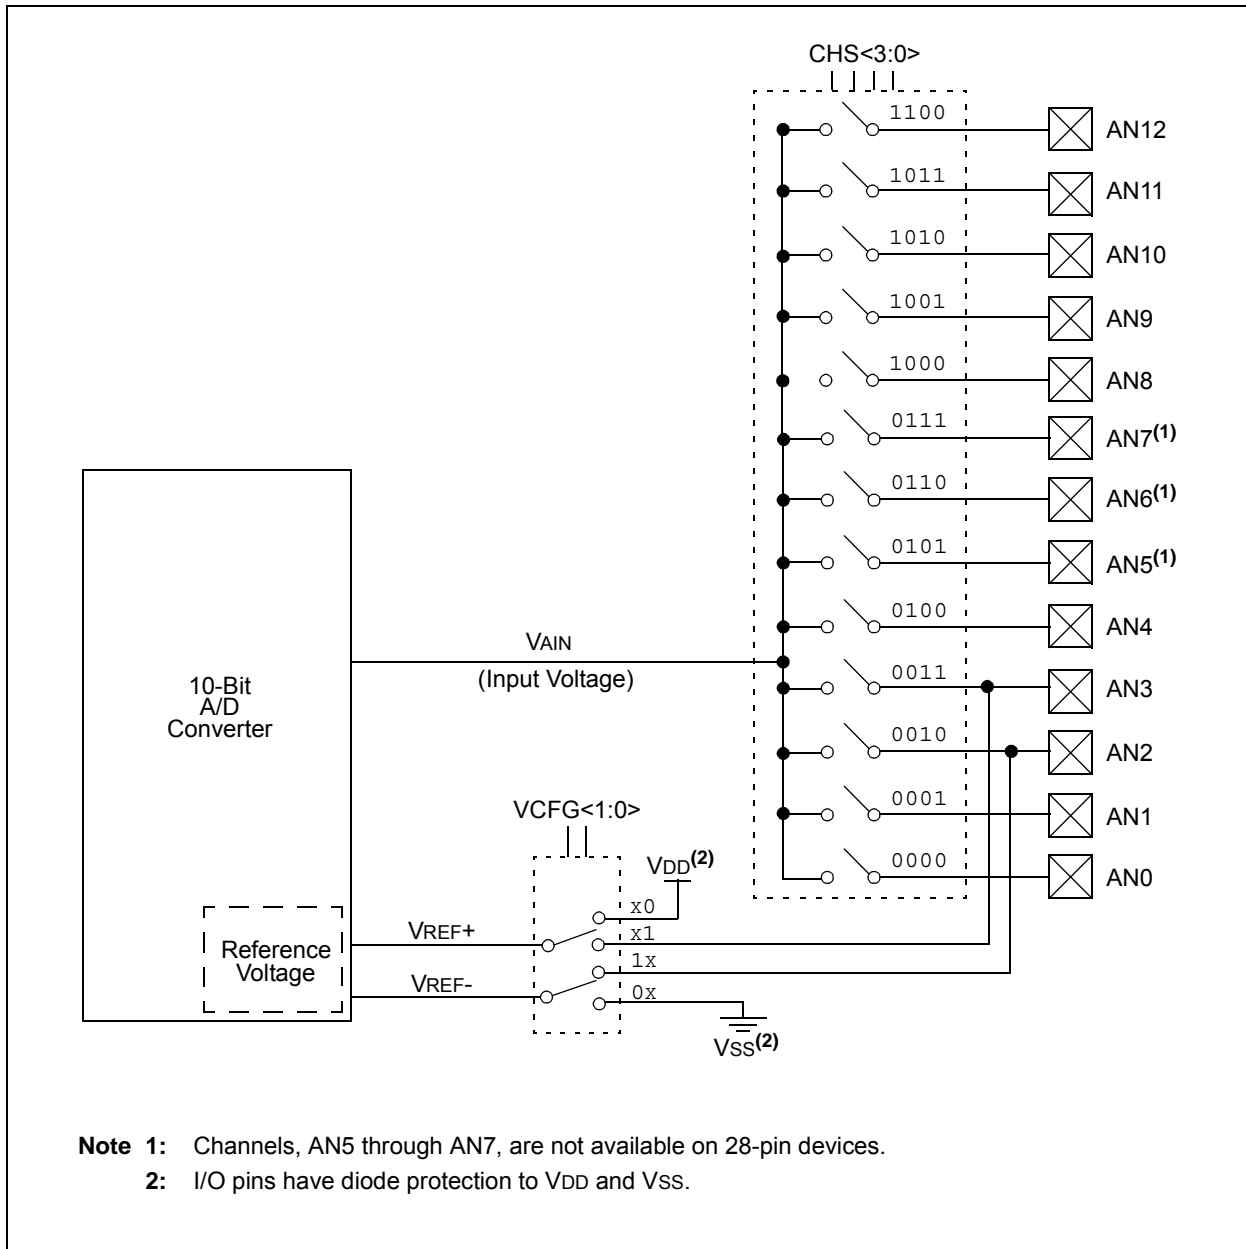 CHS<3:0>
1100 AN12
1011 AN11
1010 AN10
1001 AN9
1000 AN8
0111 AN7(1)
0110 AN6(1)
0101 AN5(1)
0100 AN4
VAIN
(Input Voltage)
0011 AN3
10-Bit
A/D
Converter
0010 AN2
0001 AN1
VCFG<1:0>
0000 AN0
VDD(2)
x0
VREF+
x1
Reference
Voltage
1x
VREF-
0x
VSS(2)
Note 1: Channels, AN5 through AN7, are not available on 28-pin devices.
2: I/O pins have diode protection to VDD and VSS.